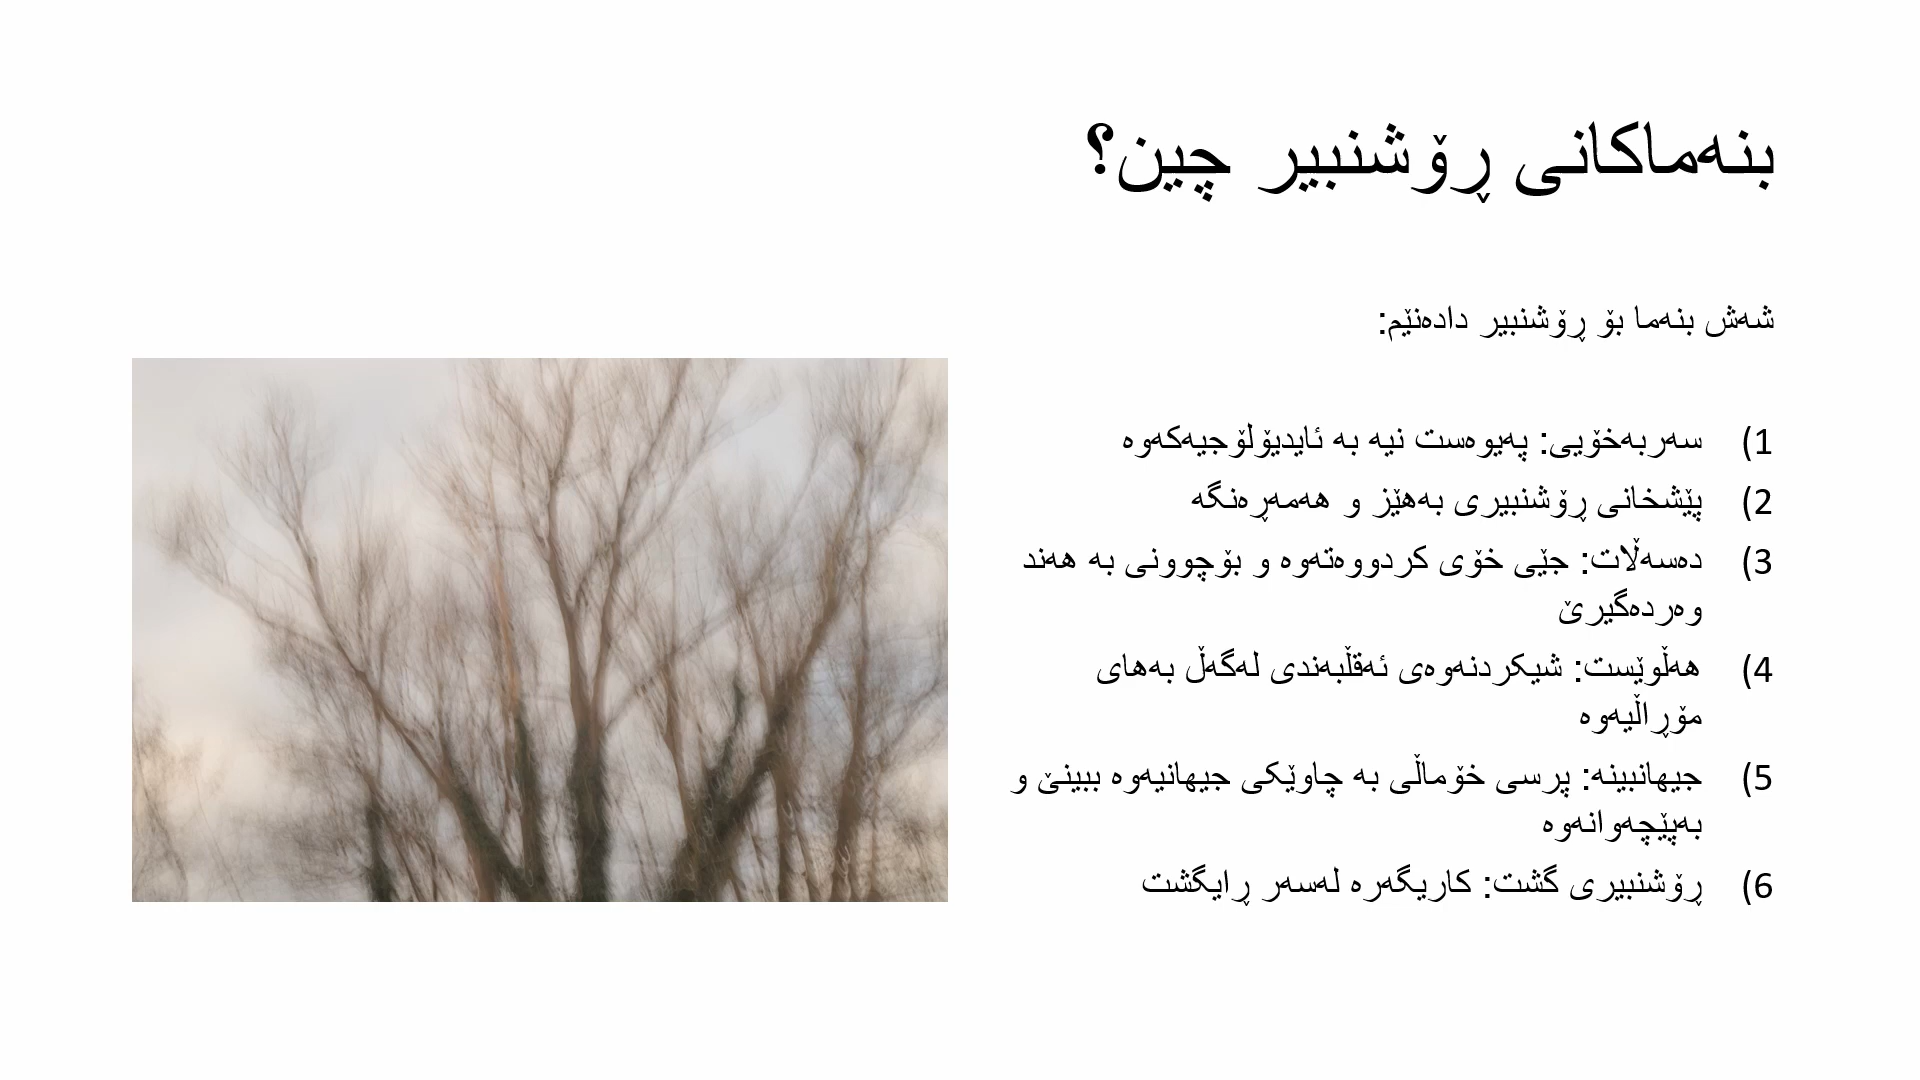 بنەماکانی ڕۆشنبیر چین؟
شەش بنەما بۆ ڕۆشنبیر دادەنێم:
1) سەربەخۆیی: پەیوەست نیە بە ئایدیۆلۆجیەکەوە
2) پێشخانی ڕۆشنبیری بەهێز و هەمەڕەنگە
3) دەسەڵات: جێی خۆی کردووەتەوە و بۆچوونی بە هەند
وەردەگیرێ
4) هەڵوێست: شیکردنەوەی ئەقڵبەندی لەگەڵ بەهای
مۆڕاڵیەوە
5) جیهانبینە: پرسی خۆماڵی بە چاوێکی جیهانیەوە ببینێ و
بەپێچەوانەوە
6) ڕۆشنبیری گشت: کاریگەرە لەسەر ڕایگشت